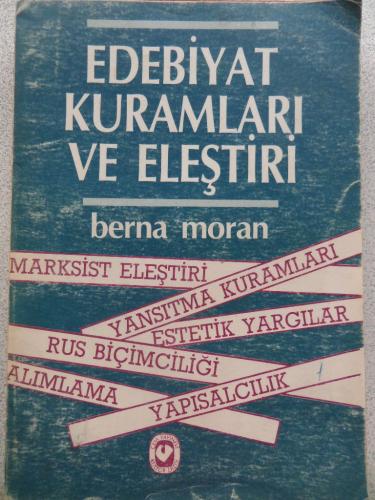 EDEBİYAT
KURAMLARI
VE ELEŞTİRİ
berna moran
MARKSİST ELEŞTİRİ
YANSITMA KURAMLARI
ESTETİK YARGILAR
RUS BİÇİMCİLİĞİ
ALIMLAMA
YAPISALCILIK